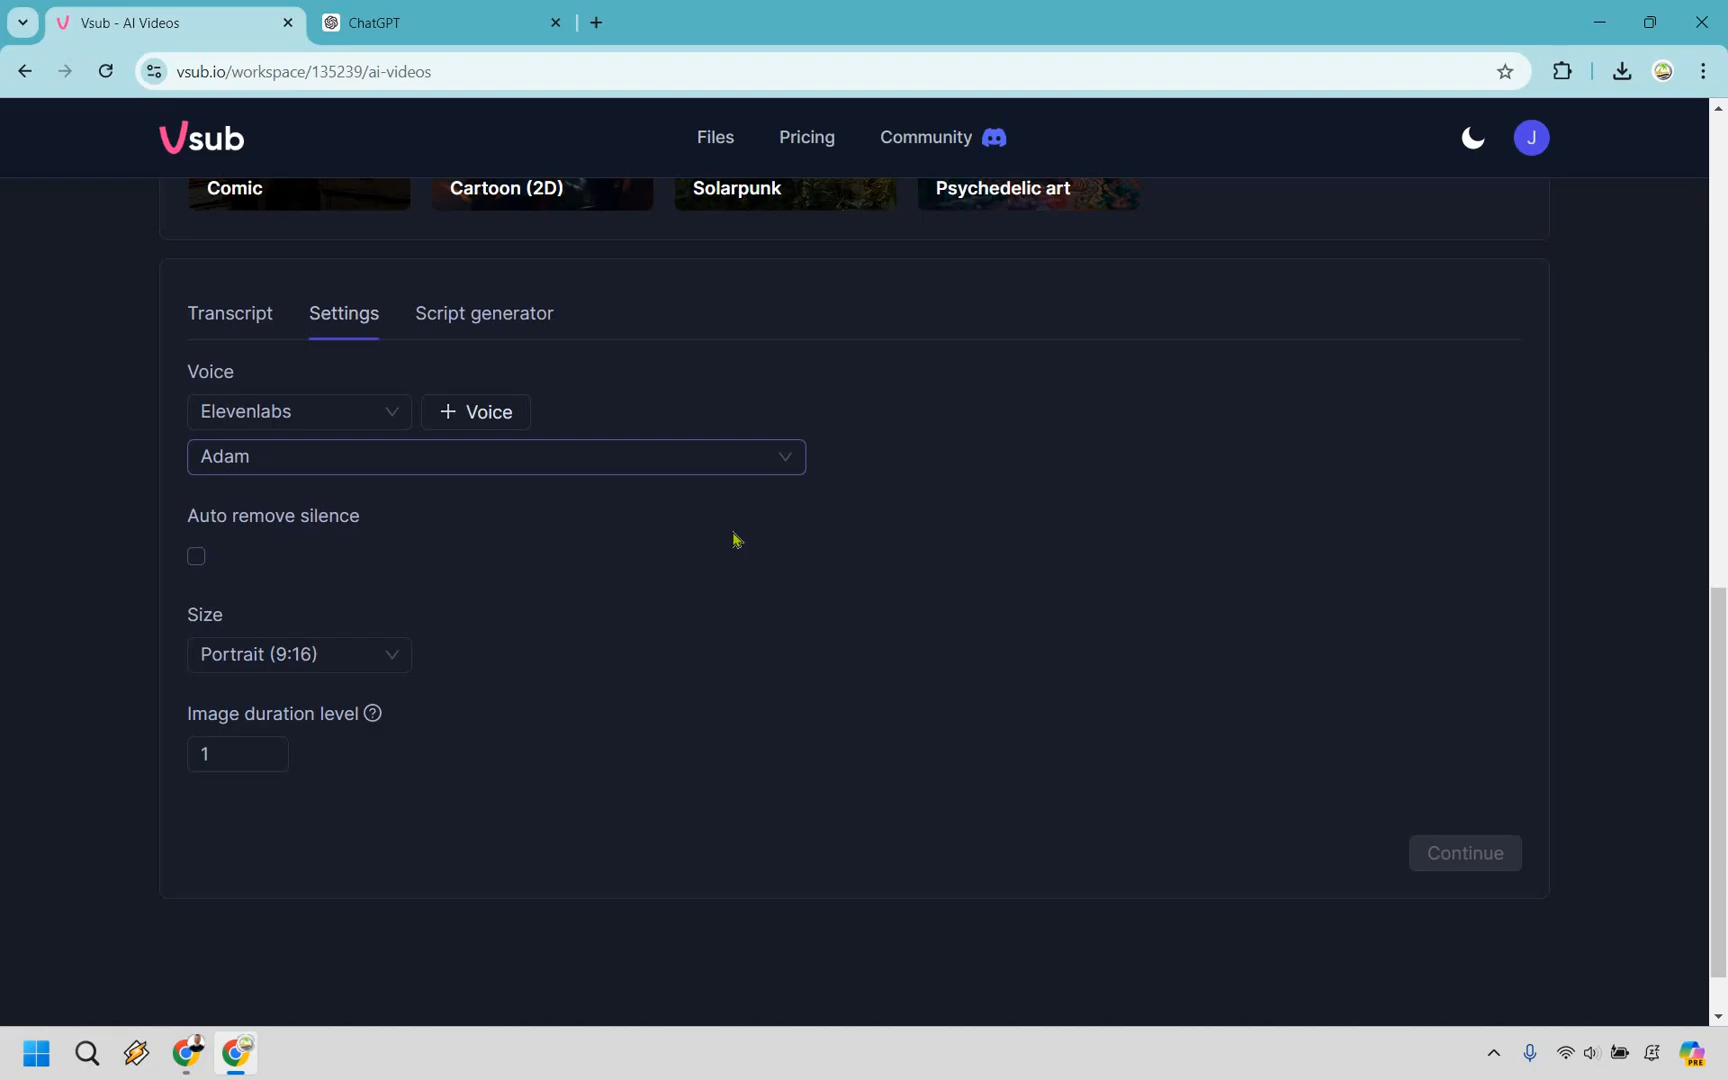 Vsub - AI Videos
ChatGPT
vsub.io/workspace/135239/ai-videos
Vsub
Files
Pricing
Community
J
Comic
Cartoon (2D)
Solarpunk
Psychedelic art
Transcript
Settings
Script generator
Voice
Elevenlabs
+ Voice
Adam
Auto remove silence
Size
Portrait (9:16)
Image duration level ?
1
Continue
PRE